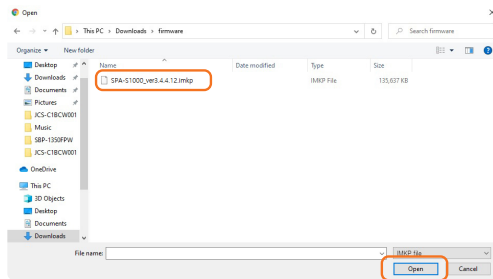 Open
This PC > Downloads > firmware
Search firmware
Organize
New folder
Name
Date modified
Type
Size
SPA-S1000_ver3.4.4.12.imkp
IMKP File
135,637 KB
Desktop
Downloads
Documents
Pictures
JCS-C1BCW001
Music
SBP-1350FPW
JCS-C1BCW001
OneDrive
This PC
3D Objects
Desktop
Documents
Downloads
File name:
IMKP file
Open
Cancel